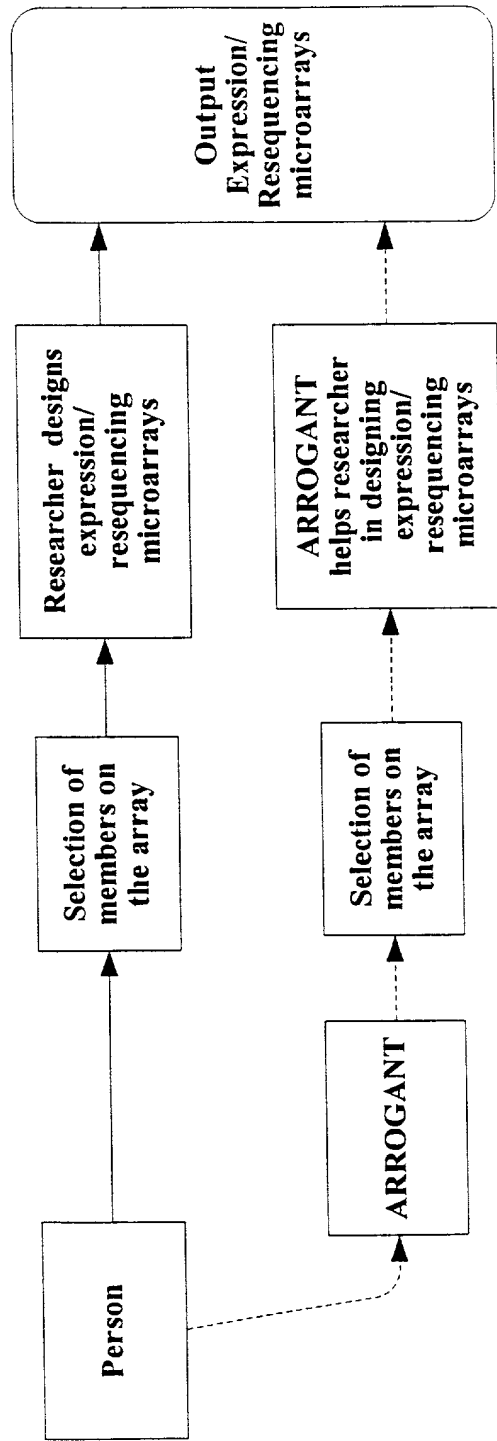 Person
Selection of
members on
the array
Researcher designs
expression/
resequencing
microarrays
ARROGANT
Selection of
members on
the array
ARROGANT
helps researcher
in designing
expression/
resequencing
microarrays
Output
Expression/
Resequencing
microarrays